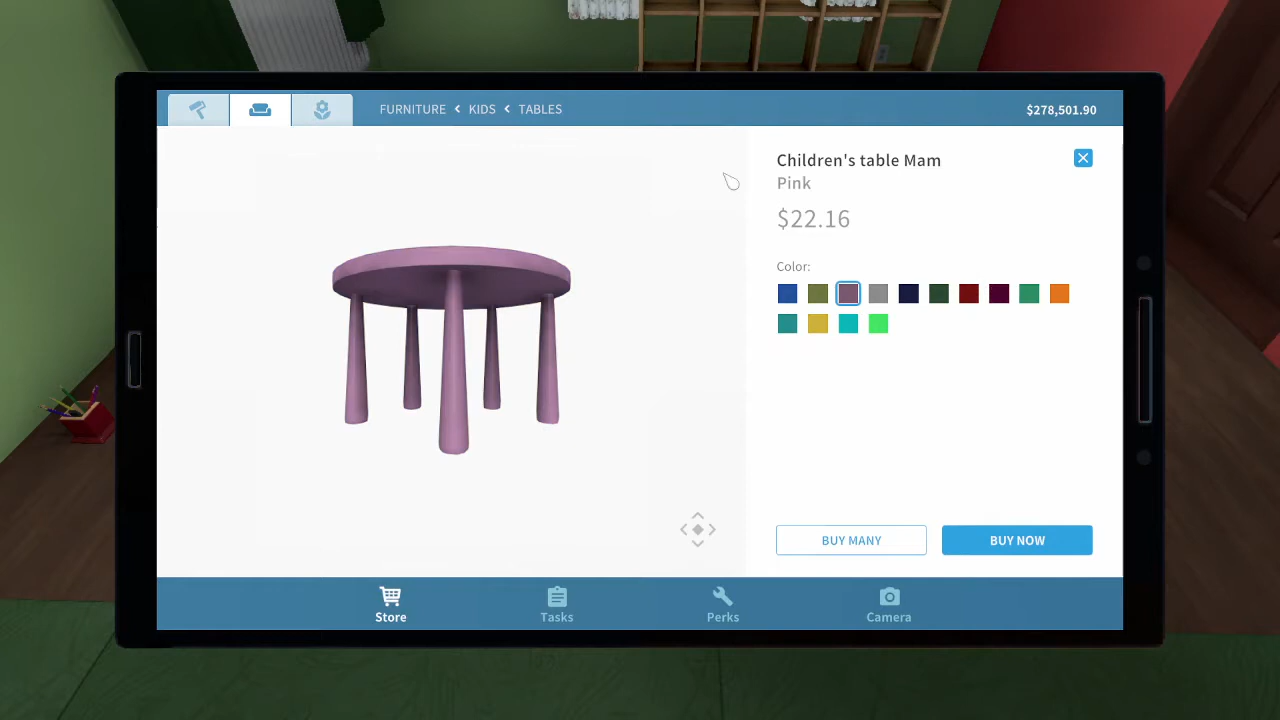 FURNITURE < KIDS < TABLES
$278,501.90
Children's table Mam
Pink
$22.16
Color:
BUY MANY
BUY NOW
Store
Tasks
Perks
Camera